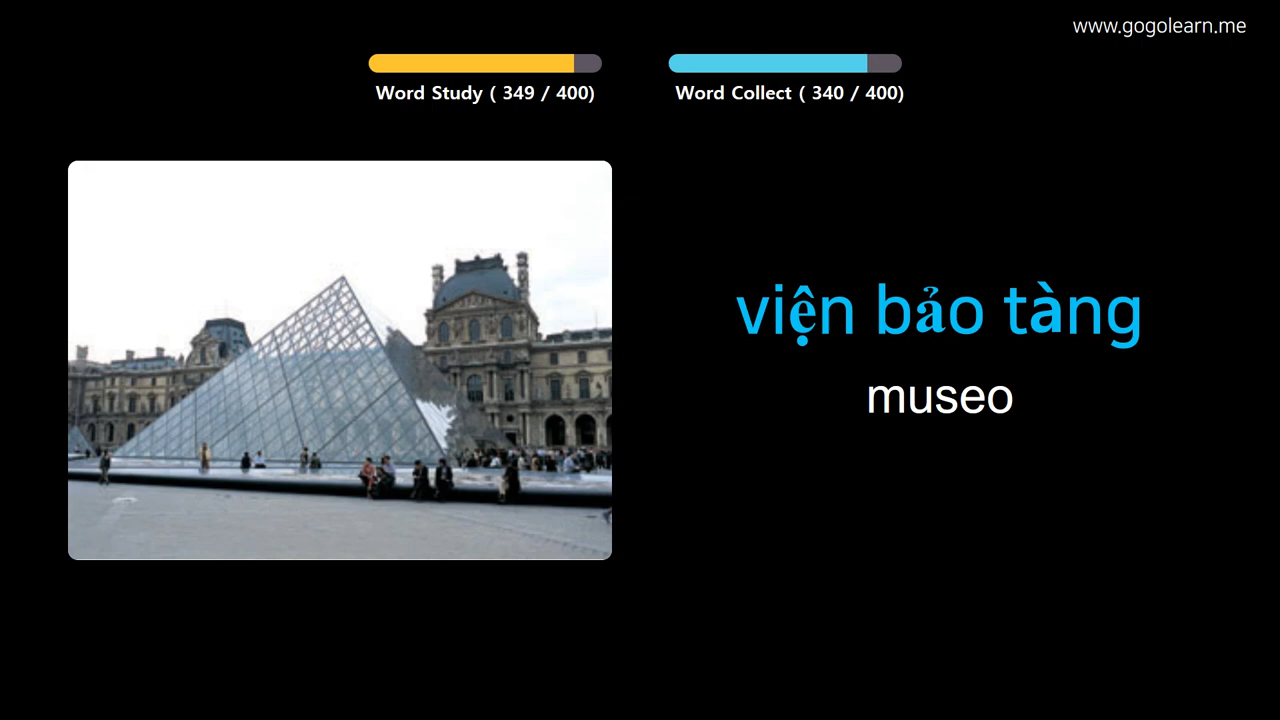 www.gogolearn.me
Word Study ( 349 / 400)
Word Collect ( 340 / 400)
viện bảo tàng
museo